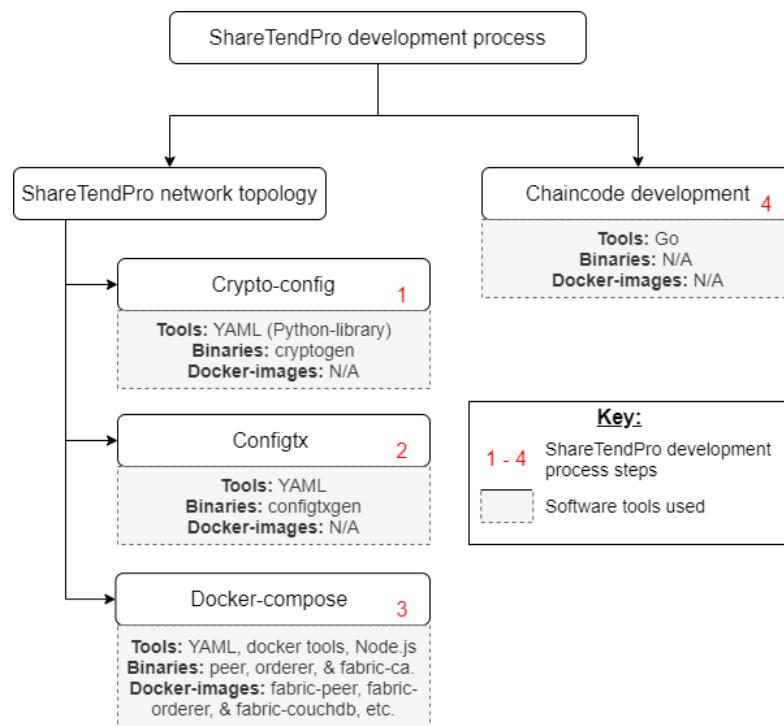 ShareTendPro development process
ShareTendPro network topology
Crypto-config
1
Tools: YAML (Python-library)
Binaries: cryptogen
Docker-images: N/A
Configtx
2
Tools: YAML
Binaries: configtxgen
Docker-images: N/A
Docker-compose
3
Tools: YAML, docker tools, Node.js
Binaries: peer, orderer, & fabric-ca.
Docker-images: fabric-peer, fabric-
orderer, & fabric-couchdb, etc.
Chaincode development
4
Tools: Go
Binaries: N/A
Docker-images: N/A
Key:
1 - 4
ShareTendPro development
process steps
Software tools used